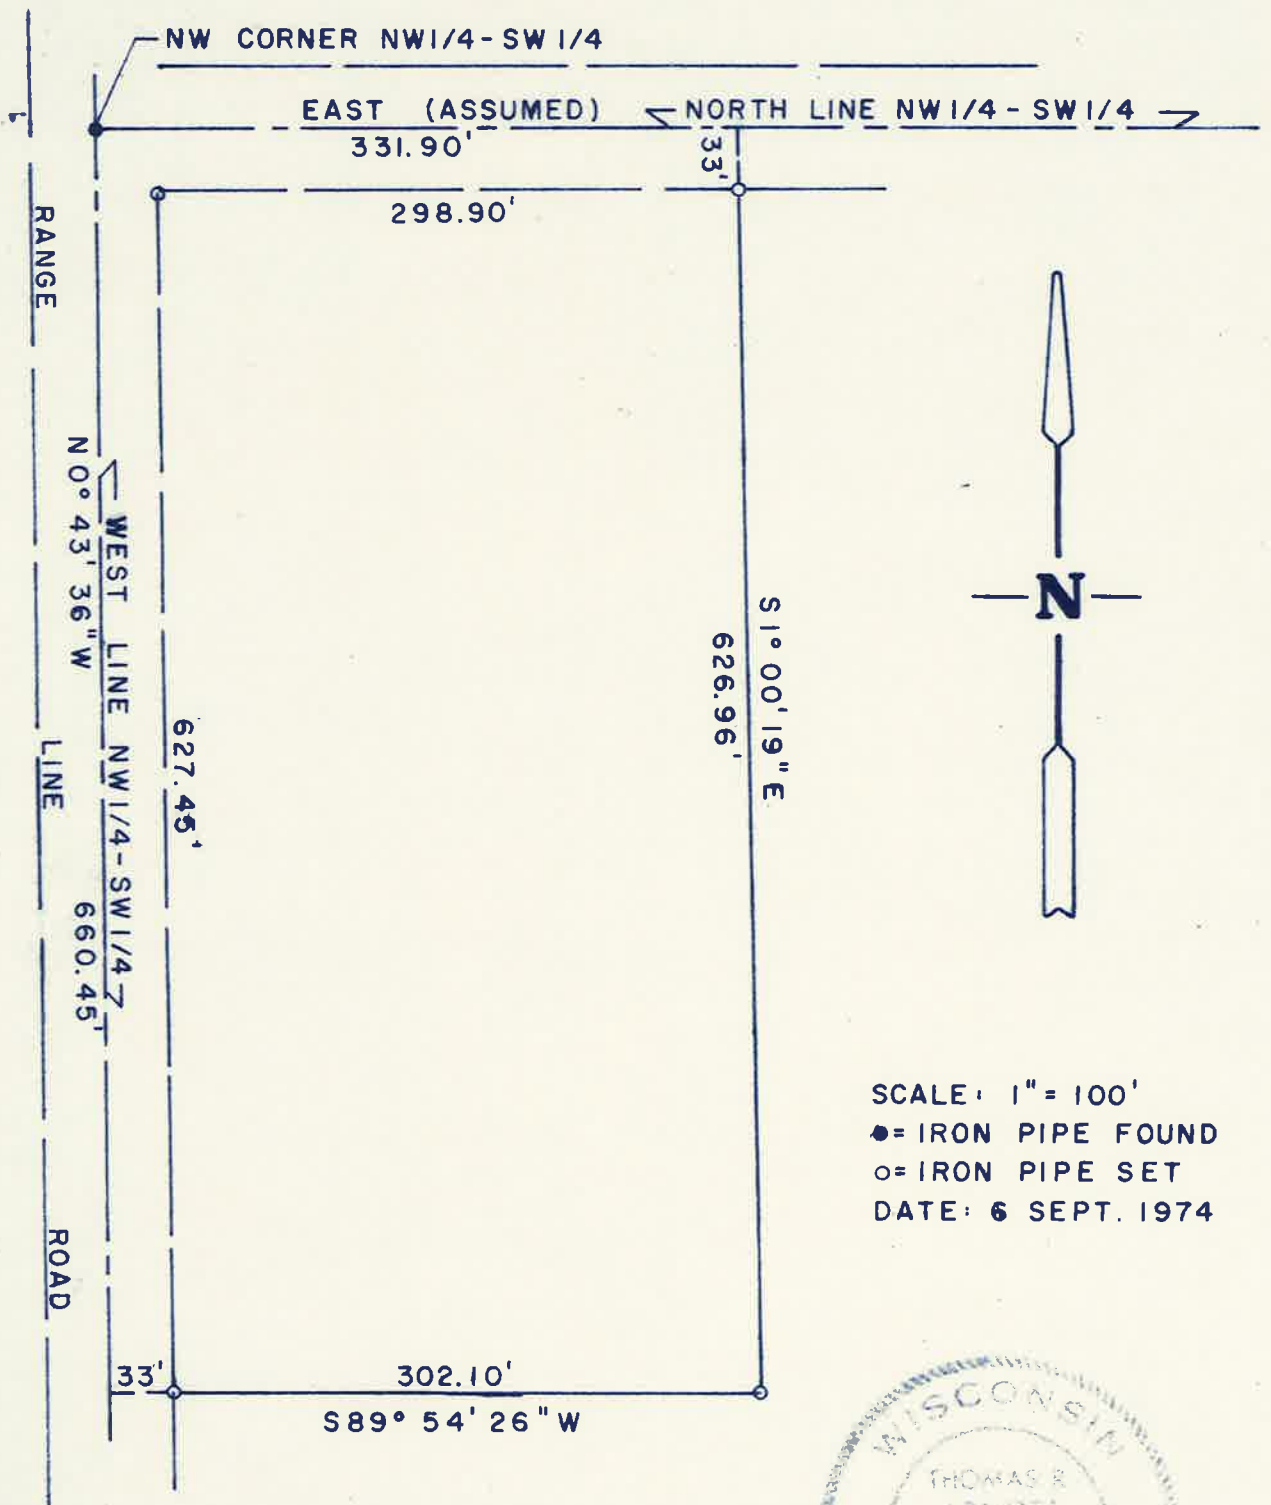 NW CORNER NW1/4-SW1/4
EAST (ASSUMED)
NORTH LINE NW1/4-SW1/4
331.90'
33'
298.90'
RANGE
LINE
ROAD
WEST LINE NW1/4-SW1/4
N0° 43' 36"W
660.45'
627.45'
S1° 00' 19"E
626.96'
N
SCALE: 1"= 100'
●= IRON PIPE FOUND
○= IRON PIPE SET
DATE: 6 SEPT. 1974
33'
302.10'
S89° 54' 26"W
WISCONSIN
THOMAS R